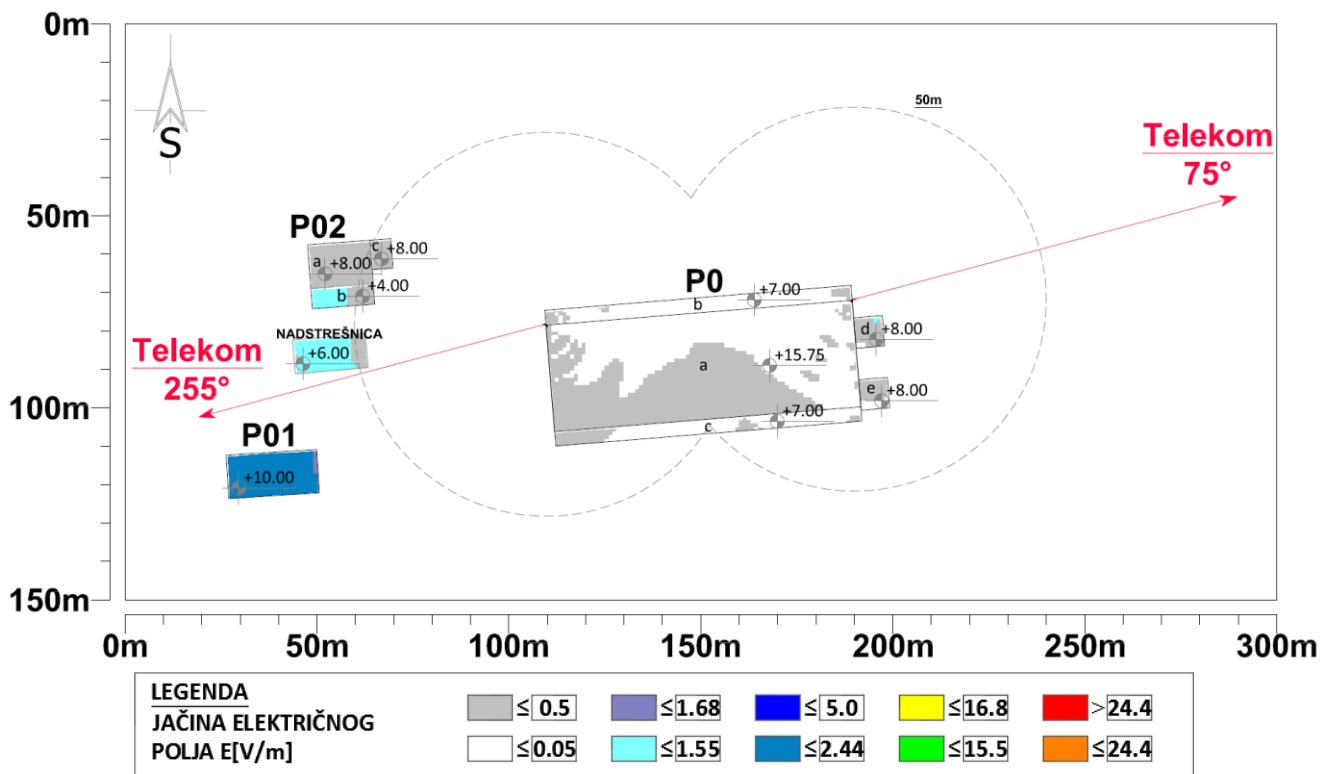 0m
50m
100m
150m
S
50m
Telekom
75°
P02
c
+8.00
a
+8.00
b
+4.00
P0
+7.00
b
NADSTREŠNICA
+6.00
d
+8.00
Telekom
255°
+15.75
a
e
+8.00
+7.00
c
P01
+10.00
0m
50m
100m
150m
200m
250m
300m
LEGENDA
JAČINA ELEKTRIČNOG
POLJA E[V/m]
≤ 0.5
≤ 1.68
≤ 5.0
≤ 16.8
>24.4
≤ 0.05
≤ 1.55
≤ 2.44
≤ 15.5
≤ 24.4